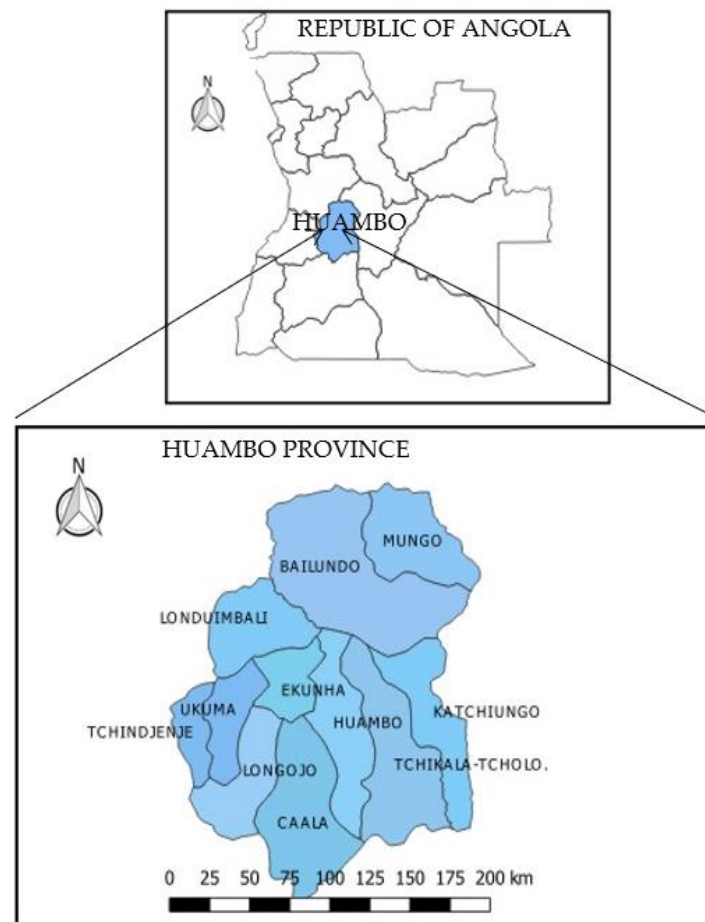 REPUBLIC OF ANGOLA
N
HUAMBO
HUAMBO PROVINCE
N
MUNGO
BAILUNDO
LONDUIMBALI
EKUNHA
UKUMA
KATCHIUNGO
HUAMBO
TCHINDJENJE
TCHIKALA-TCHOLO.
LONGOJO
CAALA
0 25 50 75 100 125 150 175 200 km